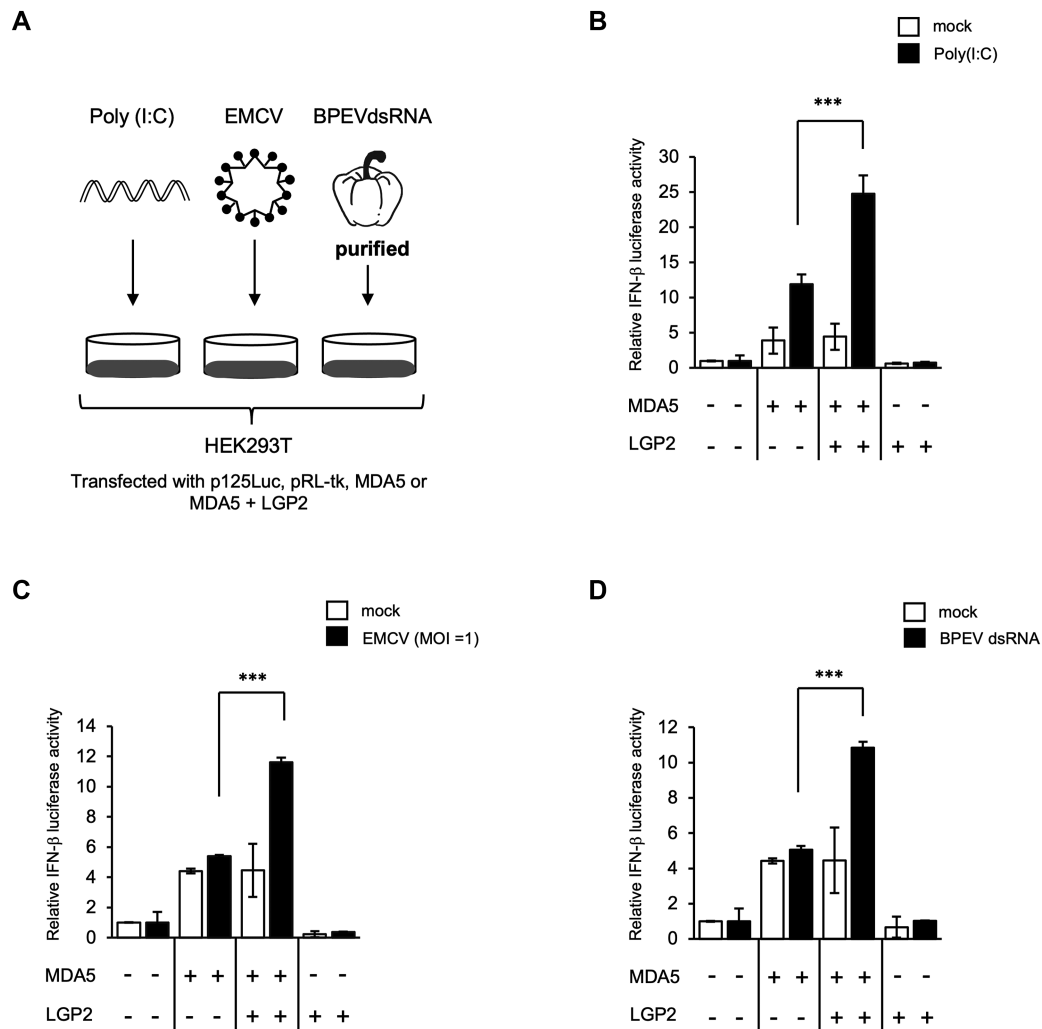 A
Poly (I:C) EMCV BPEVdsRNA
purified
HEK293T
Transfected with p125Luc, pRL-tk, MDA5 or
MDA5 + LGP2
B
mock
Poly(I:C)
***
Relative IFN-β luciferase activity
30
25
20
15
10
5
0
MDA5 - - + + + + - -
LGP2 - - - - + + + +
C
mock
EMCV (MOI =1)
***
Relative IFN-β luciferase activity
14
12
10
8
6
4
2
0
MDA5 - - + + + + - -
LGP2 - - - - + + + +
D
mock
BPEV dsRNA
***
Relative IFN-β luciferase activity
12
10
8
6
4
2
0
MDA5 - - + + + + - -
LGP2 - - - - + + + +